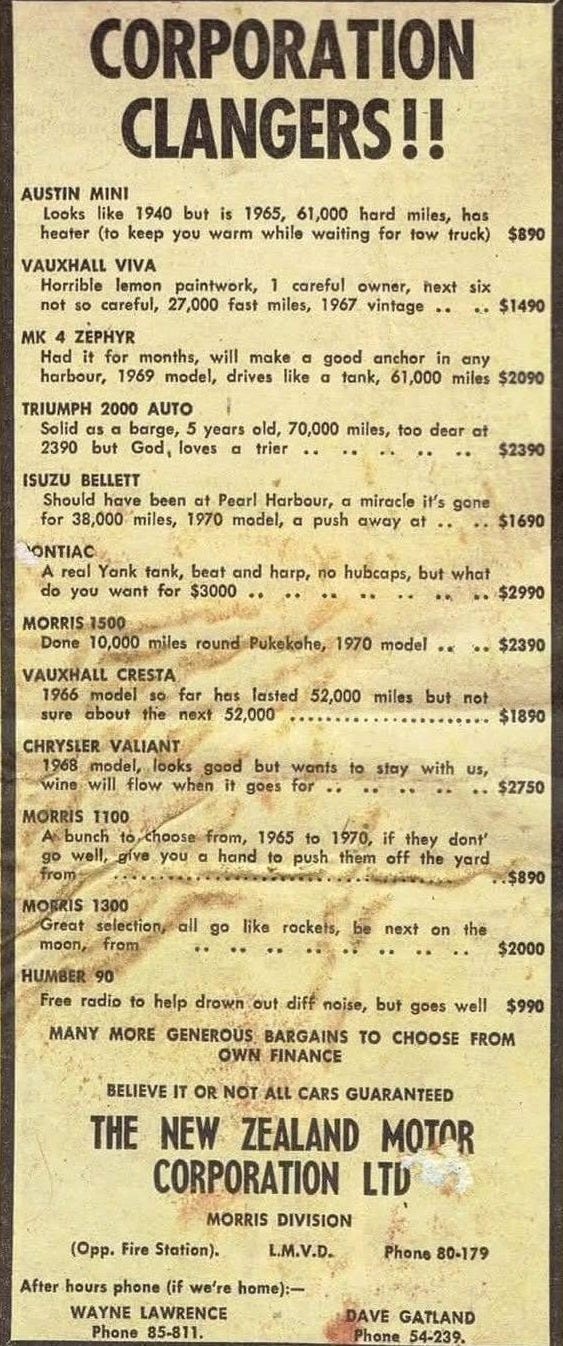 CORPORATION
CLANGERS!!
AUSTIN MINI
Looks like 1940 but is 1965, 61,000 hard miles, has
heater (to keep you warm while waiting for tow truck) $890
VAUXHALL VIVA
Horrible lemon paintwork, 1 careful owner, next six
not so careful, 27,000 fast miles, 1967 vintage .. .. $1490
MK 4 ZEPHYR
Had it for months, will make a good anchor in any
harbour, 1969 model, drives like a tank, 61,000 miles $2090
TRIUMPH 2000 AUTO
Solid as a barge, 5 years old, 70,000 miles, too dear at
2390 but God, loves a trier .. .. .. .. .. $2390
ISUZU BELLETT
Should have been at Pearl Harbour, a miracle it's gone
for 38,000 miles, 1970 model, a push away at .. .. $1690
PONTIAC
A real Yank tank, beat and harp, no hubcaps, but what
do you want for $3000 .. .. .. .. .. .. .. $2990
MORRIS 1500
Done 10,000 miles round Pukekohe, 1970 model .. .. $2390
VAUXHALL CRESTA
1966 model so far has lasted 52,000 miles but not
sure about the next 52,000 ........................ $1890
CHRYSLER VALIANT
1968 model, looks good but wants to stay with us,
wine will flow when it goes for .. .. .. .. .. $2750
MORRIS 1100
A bunch to choose from, 1965 to 1970, if they dont'
go well, give you a hand to push them off the yard
from ................................................ $890
MORRIS 1300
Great selection, all go like rockets, be next on the
moon, from .. .. .. .. .. .. .. .. $2000
HUMBER 90
Free radio to help drown out diff noise, but goes well $990
MANY MORE GENEROUS BARGAINS TO CHOOSE FROM
OWN FINANCE
BELIEVE IT OR NOT ALL CARS GUARANTEED
THE NEW ZEALAND MOTOR
CORPORATION LTD
MORRIS DIVISION
(Opp. Fire Station). L.M.V.D. Phone 80-179
After hours phone (if we're home):—
WAYNE LAWRENCE DAVE GATLAND
Phone 85-811. Phone 54-239.